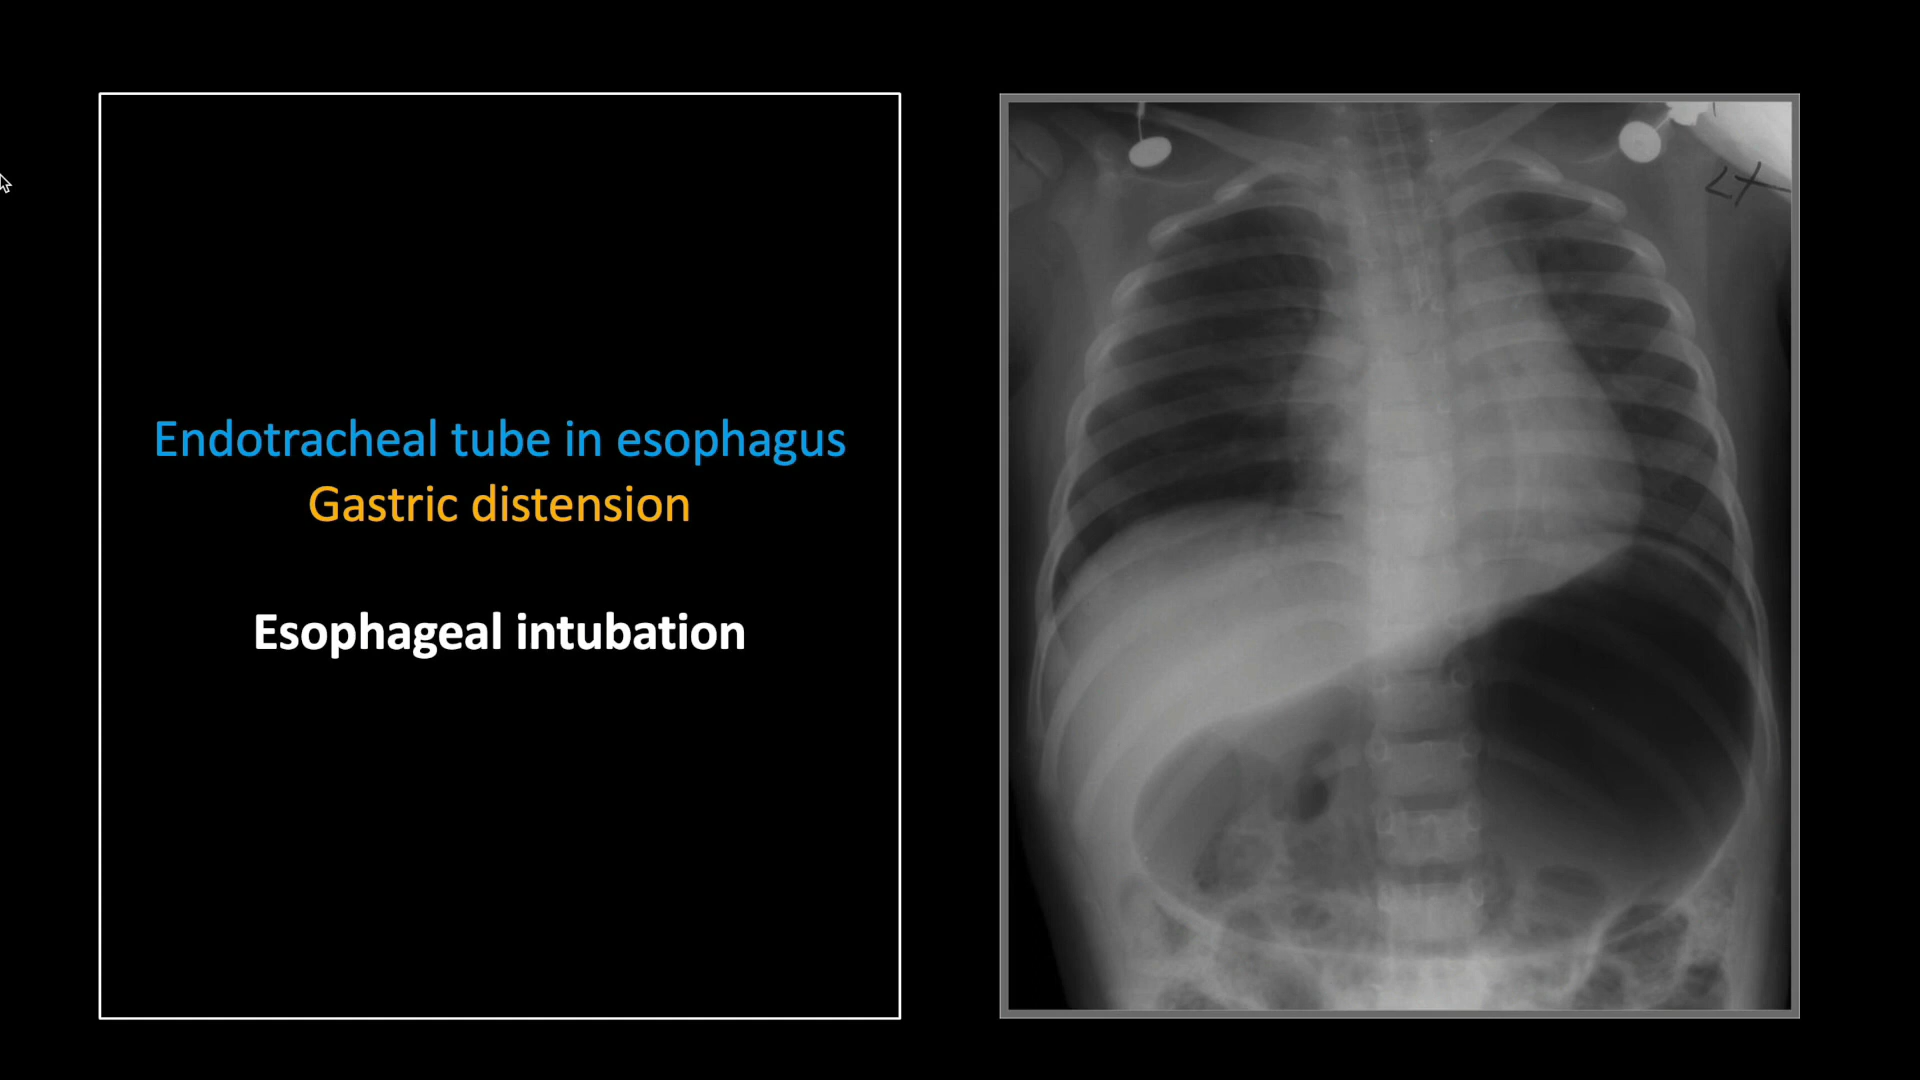 Endotracheal tube in esophagus
Gastric distension
Esophageal intubation